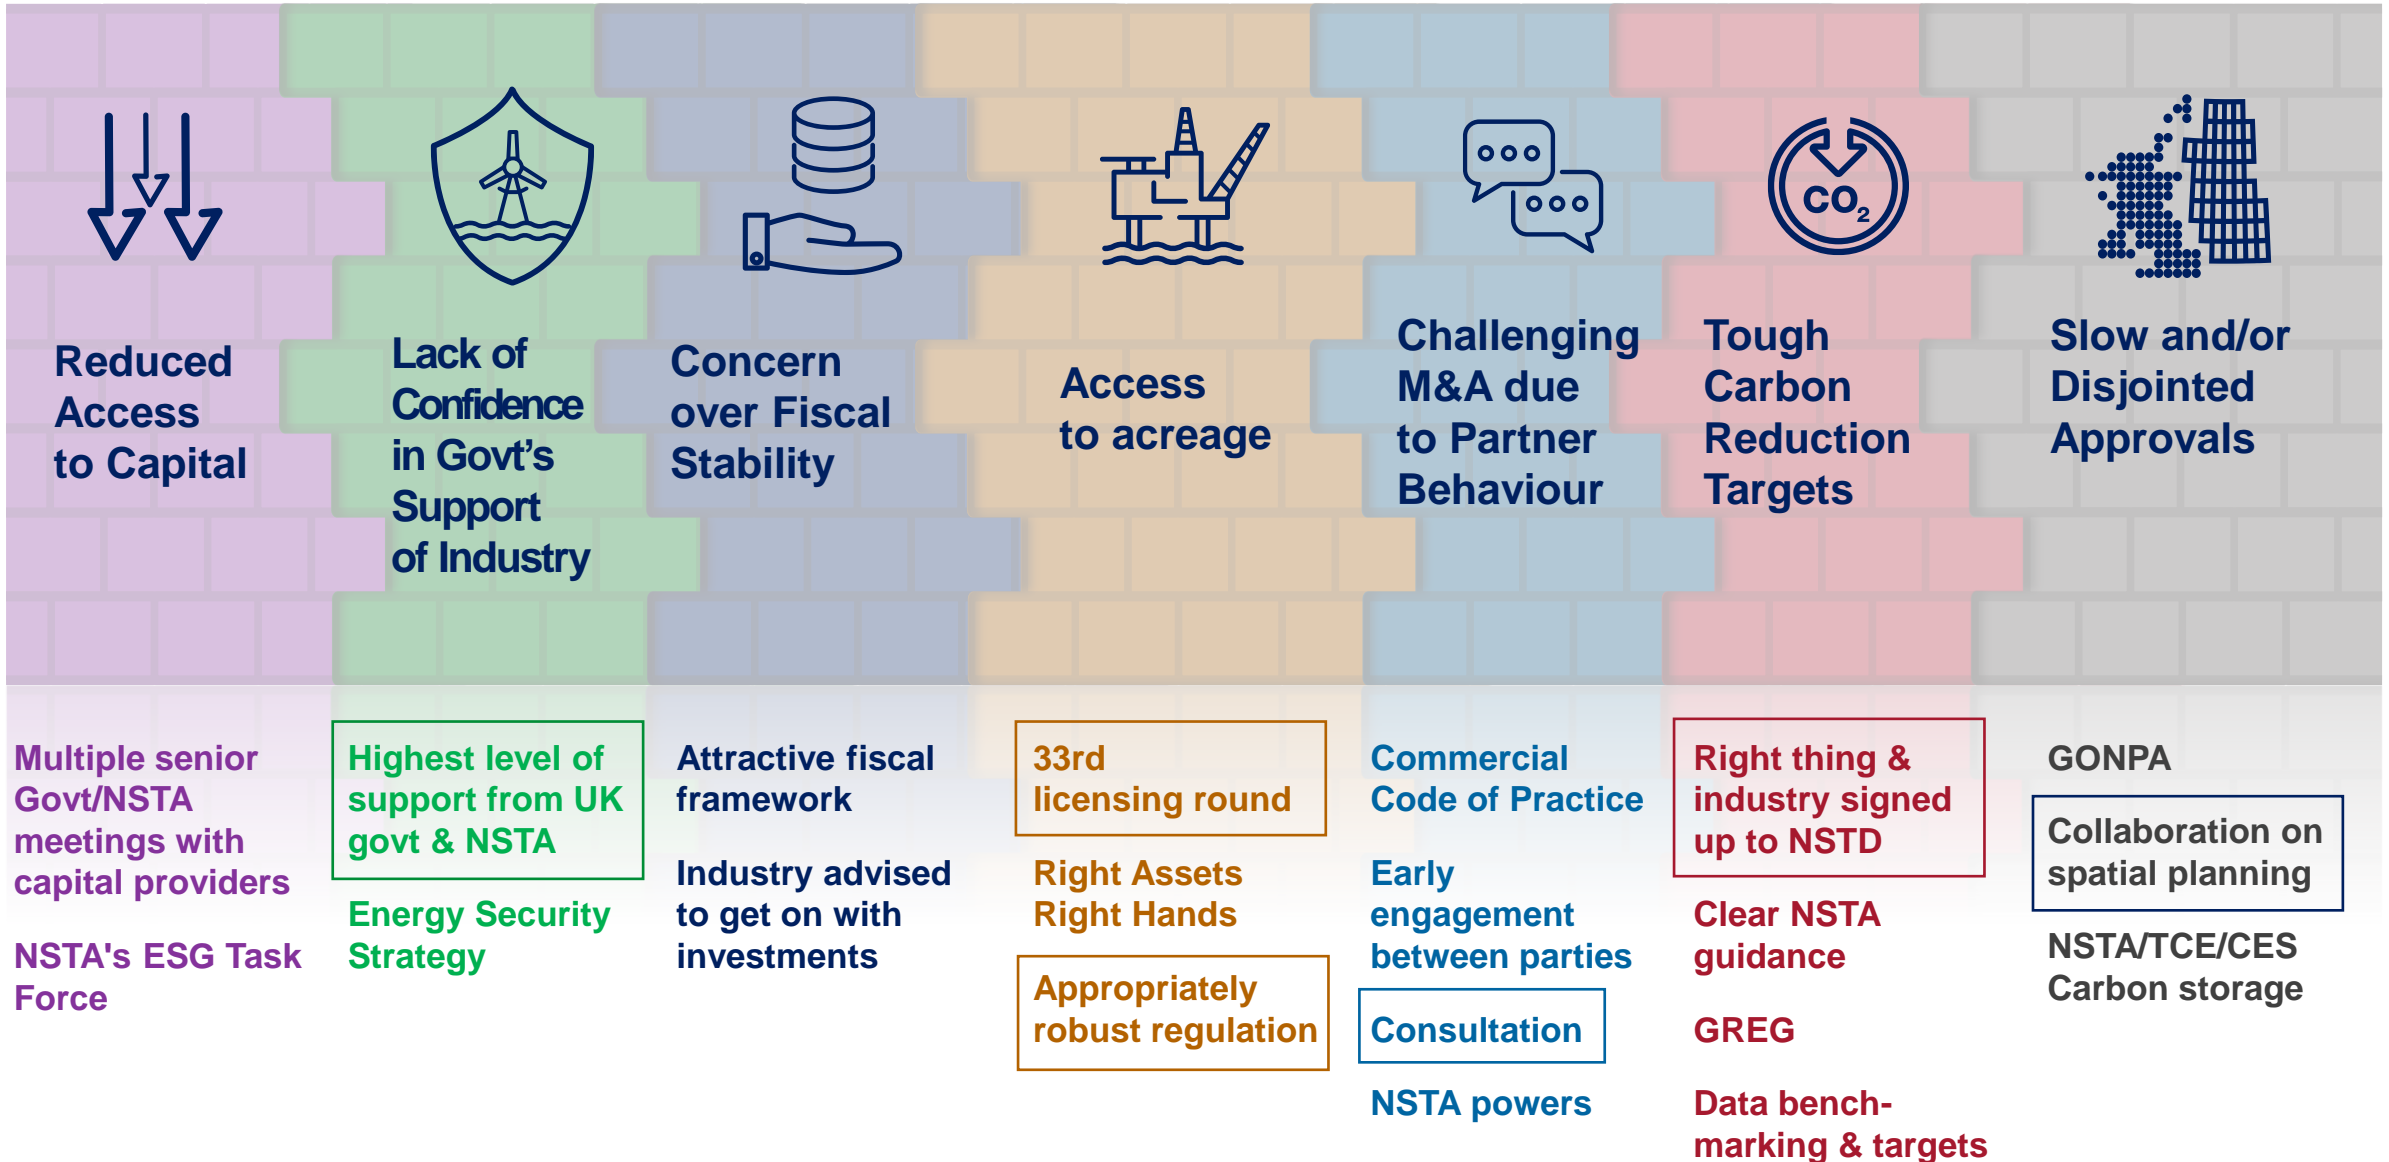 Reduced
Access
to Capital
Lack of
Confidence
in Govt's
Support
of Industry
Concern
over Fiscal
Stability
Access
to acreage
Challenging
M&A due
to Partner
Behaviour
CO₂
Tough
Carbon
Reduction
Targets
Slow and/or
Disjointed
Approvals
Multiple senior
Govt/NSTA
meetings with
capital providers
NSTA's ESG Task
Force
Highest level of
support from UK
govt & NSTA
Energy Security
Strategy
Attractive fiscal
framework
Industry advised
to get on with
investments
33rd
licensing round
Right Assets
Right Hands
Appropriately
robust regulation
Commercial
Code of Practice
Early
engagement
between parties
Consultation
NSTA powers
Right thing &
industry signed
up to NSTD
Clear NSTA
guidance
GREG
Data bench-
marking & targets
GONPA
Collaboration on
spatial planning
NSTA/TCE/CES
Carbon storage